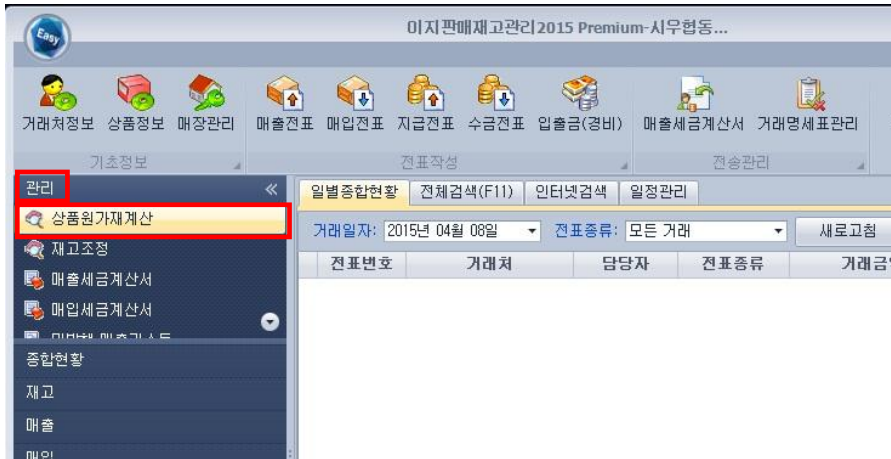 Easy
이지판매재고관리2015 Premium-시우협동...
거래처정보 상품정보 매장관리 매출전표 매입전표 지급전표 수금전표 입출금(경비) 매출세금계산서 거래명세표관리
기초정보 전표작성 전송관리
관리 일별종합현황 전체검색(F11) 인터넷검색 일정관리
상품원가재계산 거래일자: 2015년 04월 08일 전표종류: 모든 거래 새로고침
재고조정 전표번호 거래처 담당자 전표종류
매출세금계산서
매입세금계산서
종합현황
재고
매출
매입